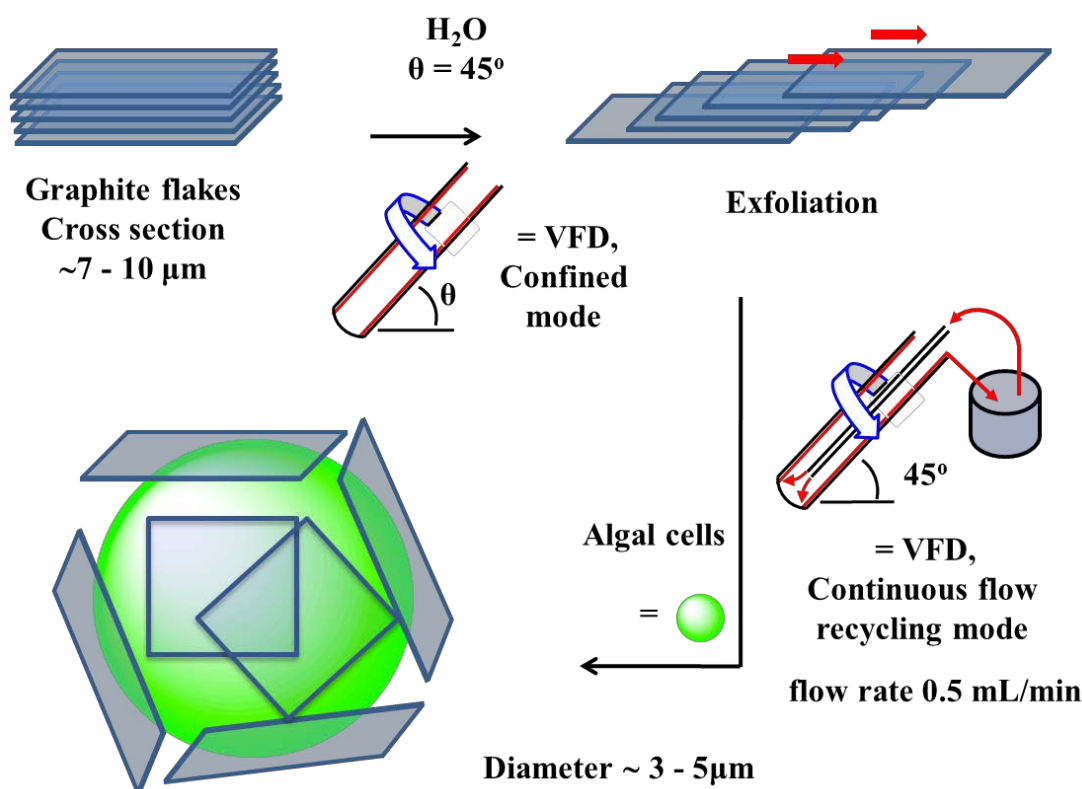 H₂O
θ = 45º
Graphite flakes
Cross section
~7 - 10 µm
θ
= VFD,
Confined
mode
Exfoliation
45º
= VFD,
Continuous flow
recycling mode
flow rate 0.5 mL/min
Algal cells
=
Diameter ~ 3 - 5µm